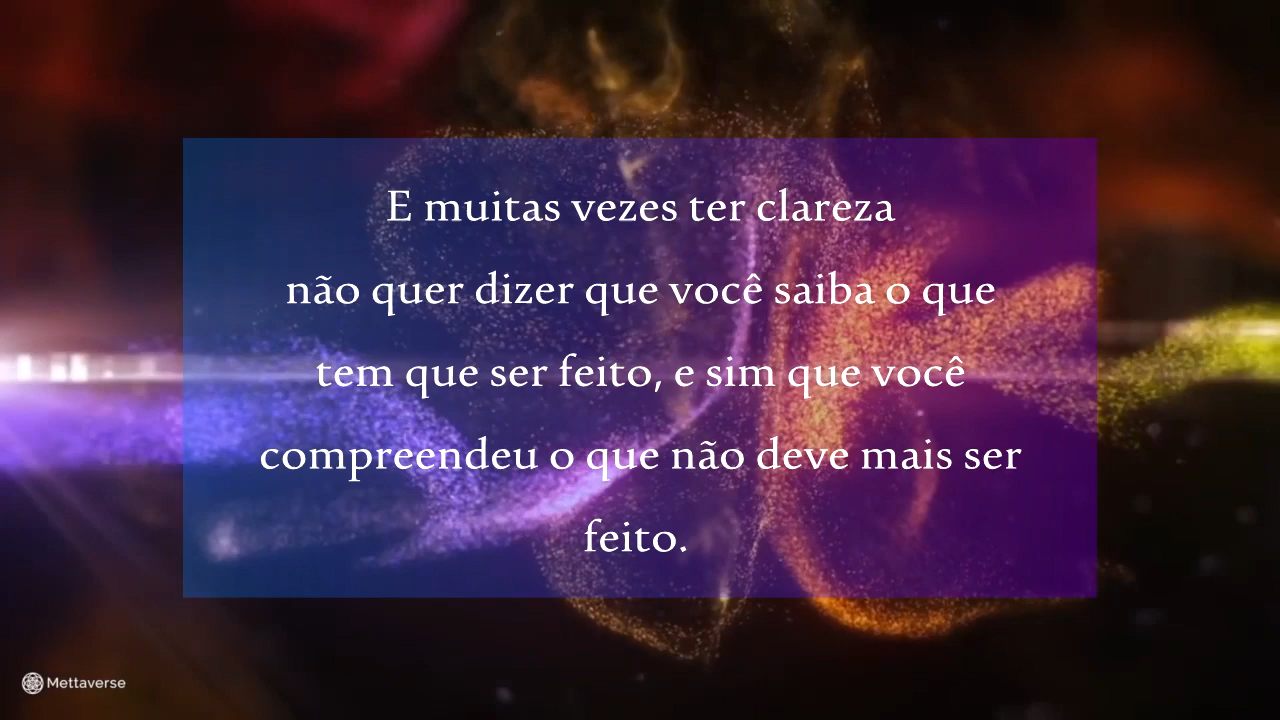 E muitas vezes ter clareza
não quer dizer que você saiba o que
tem que ser feito, e sim que você
compreendeu o que não deve mais ser
feito.
Mettaverse